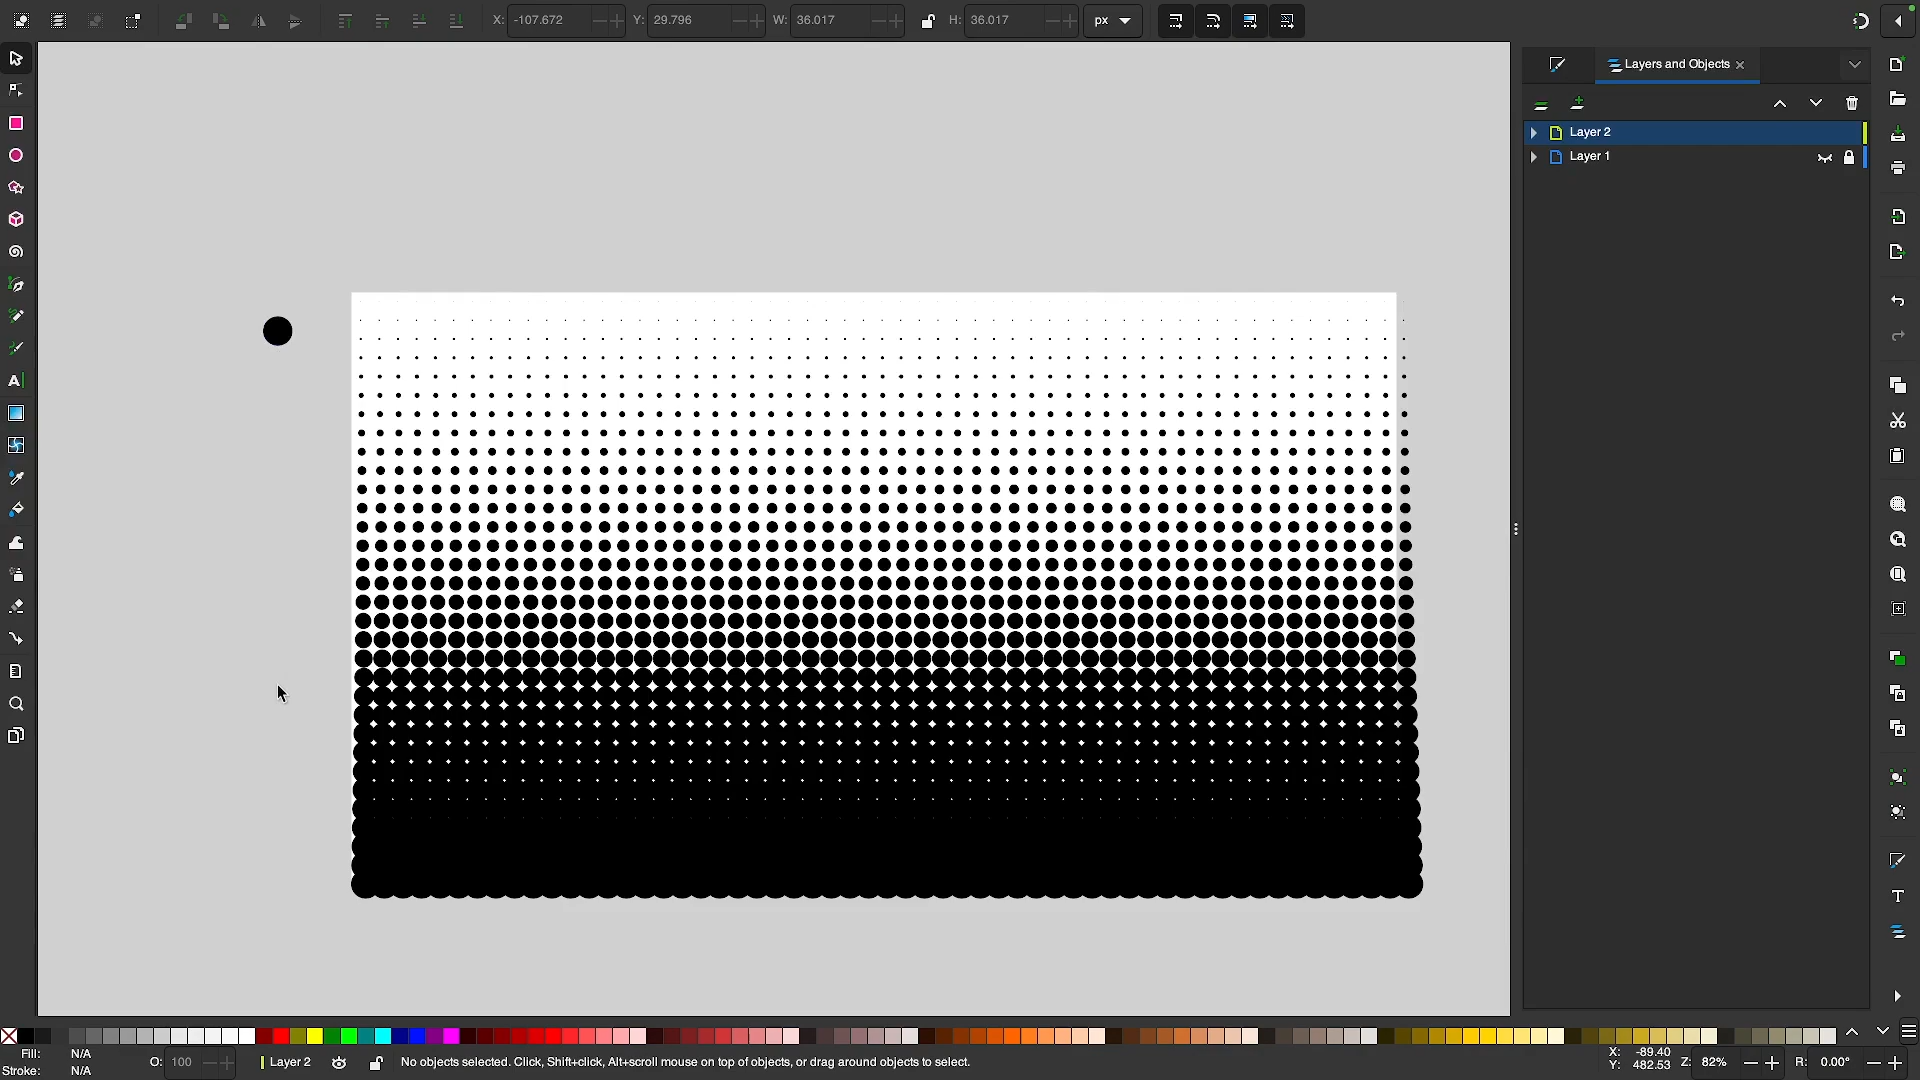 X: -107.672 Y: 29.796 W: 36.017 H: 36.017 px
Layers and Objects
Layer 2
Layer 1
A
T
Fill: N/A
Stroke: N/A
O: 100
Layer 2
No objects selected. Click, Shift+click, Alt+scroll mouse on top of objects, or drag around objects to select.
X: -89.40
Y: 482.53
Z: 82%
R: 0.00°